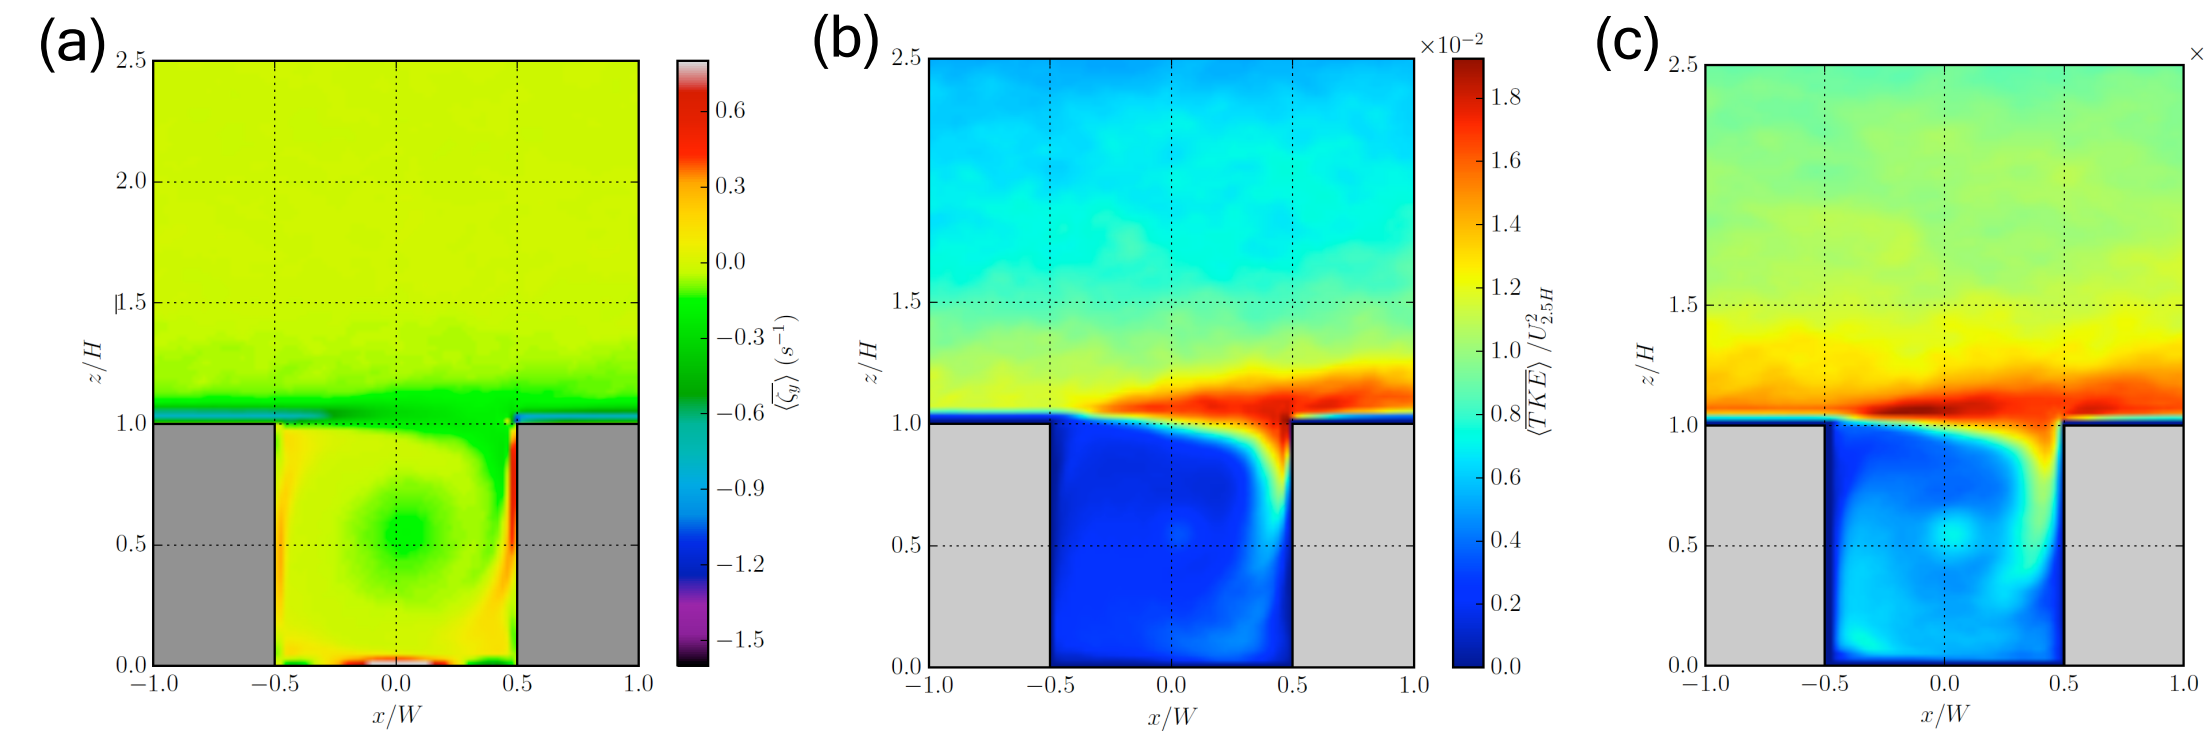 (a)
2.5
2.0
1.5
1.0
0.5
0.0
z/H
−1.0 −0.5 0.0 0.5 1.0
x/W
0.6
0.3
0.0
−0.3
−0.6
−0.9
−1.2
−1.5
⟨ζ̅_y⟩ (s⁻¹)
(b)
2.5
1.5
1.0
0.5
0.0
z/H
−1.0 −0.5 0.0 0.5 1.0
x/W
×10⁻²
1.8
1.6
1.4
1.2
1.0
0.8
0.6
0.4
0.2
0.0
⟨T̅K̅E̅⟩ /U²_2.5H
(c)
×
2.5
1.5
1.0
0.5
0.0
z/H
−1.0 −0.5 0.0 0.5 1.0
x/W